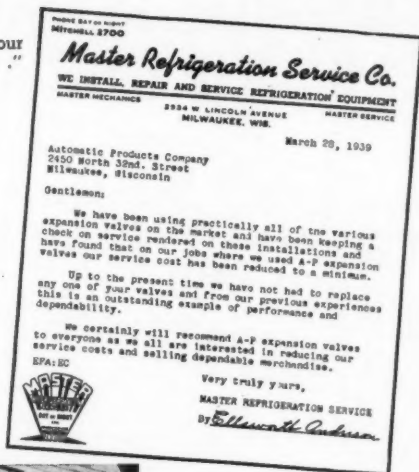 our
."
PHONE DAY OR NIGHT
MITCHELL 2700
Master Refrigeration Service Co.
WE INSTALL, REPAIR AND SERVICE REFRIGERATION EQUIPMENT
MASTER MECHANICS MASTER SERVICE
2934 W LINCOLN AVENUE
MILWAUKEE, WIS.
March 28, 1939
Automatic Products Company
2450 North 32nd. Street
Milwaukee, Wisconsin
Gentlemen;
We have been using practically all of the various
expansion valves on the market and have been keeping a
check on service rendered on these installations and
have found that on our jobs where we used A-P expansion
valves our service cost has been reduced to a minimum.
Up to the present time we have not had to replace
any one of your valves and from our previous experiences
this is an outstanding example of performance and
dependability.
We certainly will recommend A-P expansion valves
to everyone as we all are interested in reducing our
service costs and selling dependable merchandise.
EFA:EC
Very truly yours,
MASTER REFRIGERATION SERVICE
By Ellsworth Anderson
MASTER
DAY OR NIGHT